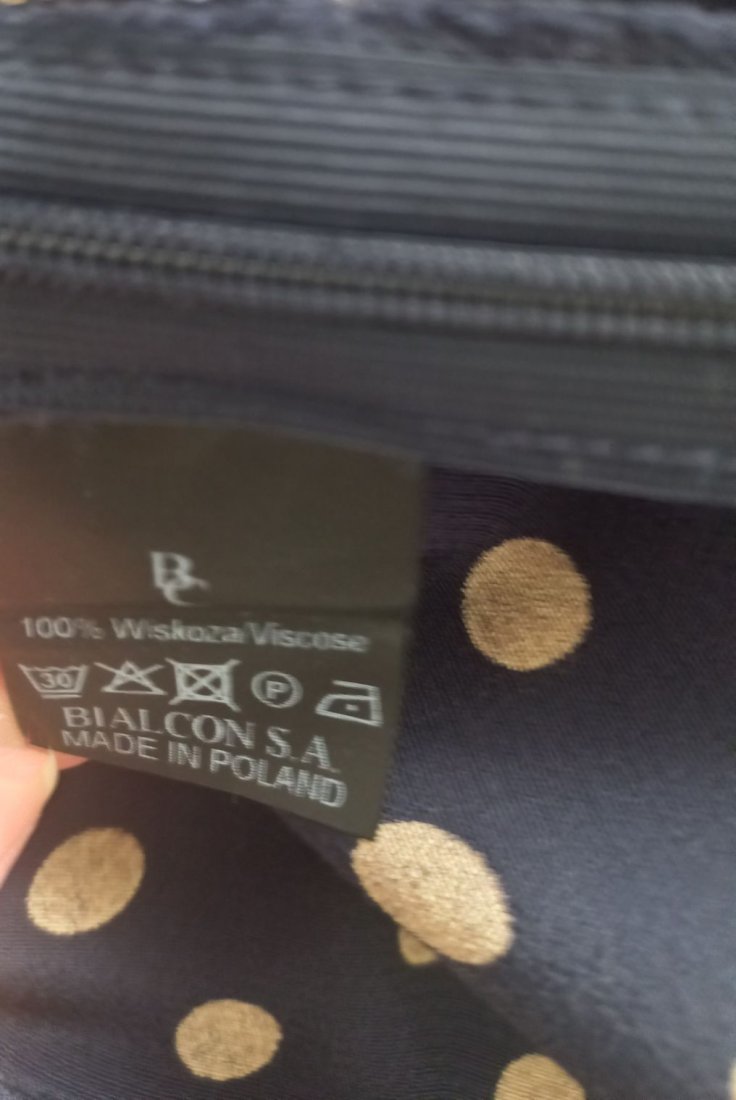 BC
100% Wiskoza/Viscose
30 P
BIALCON S.A.
MADE IN POLAND